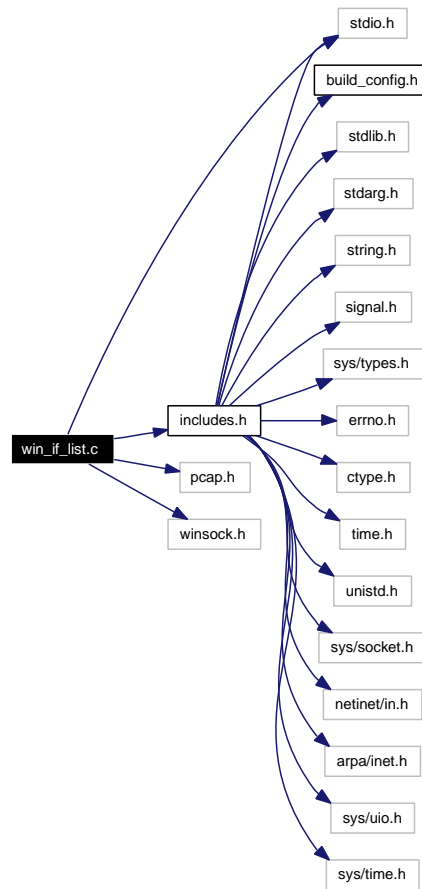 stdio.h
build_config.h
stdlib.h
stdarg.h
string.h
signal.h
sys/types.h
includes.h
errno.h
win_if_list.c
pcap.h
ctype.h
winsock.h
time.h
unistd.h
sys/socket.h
netinet/in.h
arpa/inet.h
sys/uio.h
sys/time.h